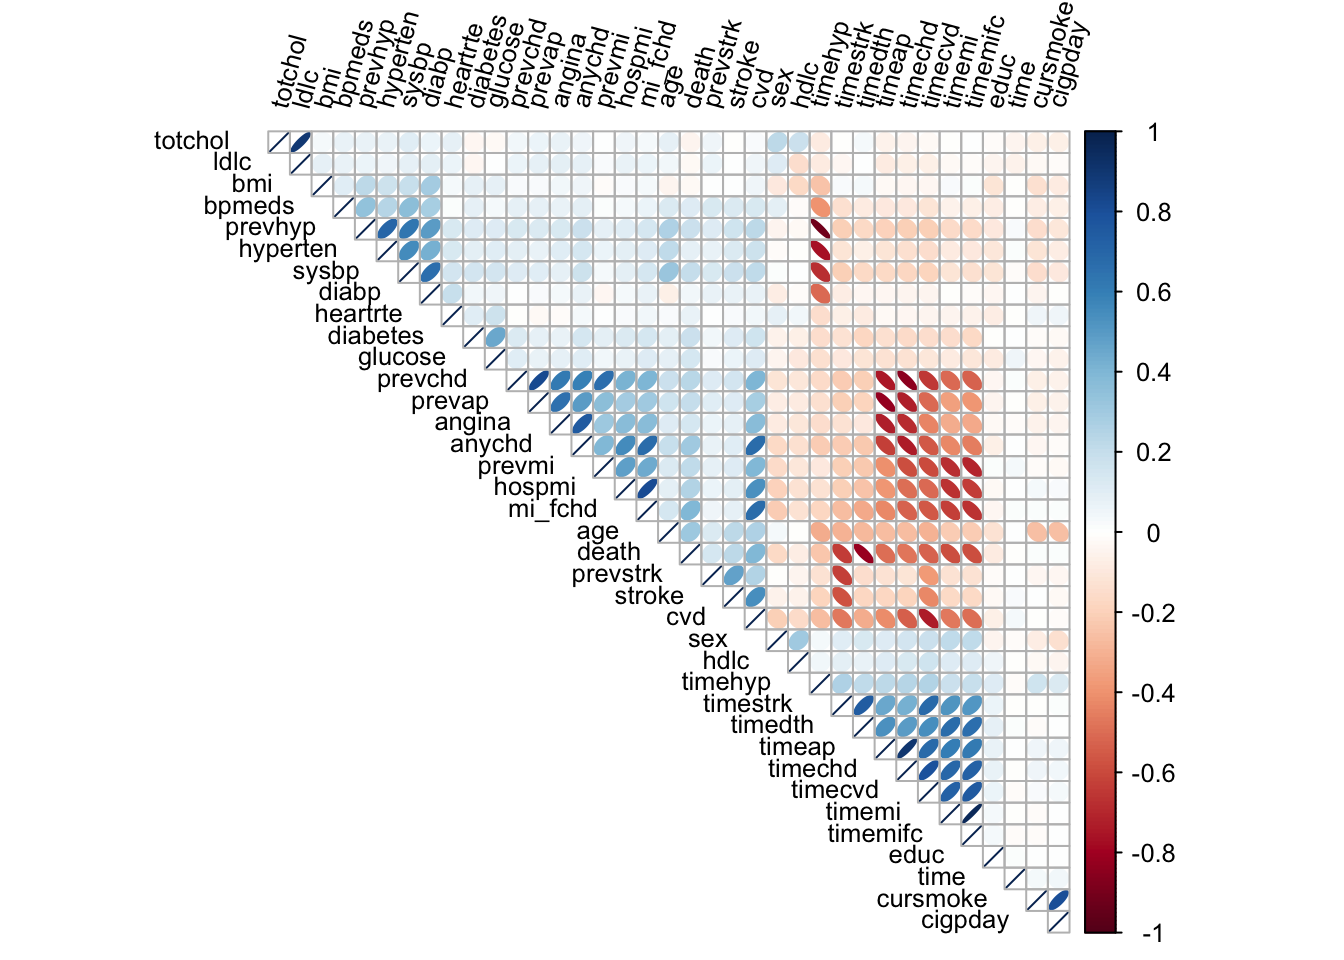 totchol
ldlc
bmi
bpmeds
prevhyp
hyperten
sysbp
diabp
heartrte
diabetes
glucose
prevchd
prevap
angina
anychd
prevmi
hospmi
mi_fchd
age
death
prevstrk
stroke
cvd
sex
hdlc
timehyp
timestrk
timedth
timeap
timechd
timecvd
timemi
timemifc
educ
time
cursmoke
cigpday
totchol
ldlc
bmi
bpmeds
prevhyp
hyperten
sysbp
diabp
heartrte
diabetes
glucose
prevchd
prevap
angina
anychd
prevmi
hospmi
mi_fchd
age
death
prevstrk
stroke
cvd
sex
hdlc
timehyp
timestrk
timedth
timeap
timechd
timecvd
timemi
timemifc
educ
time
cursmoke
cigpday
1
0.8
0.6
0.4
0.2
0
-0.2
-0.4
-0.6
-0.8
-1